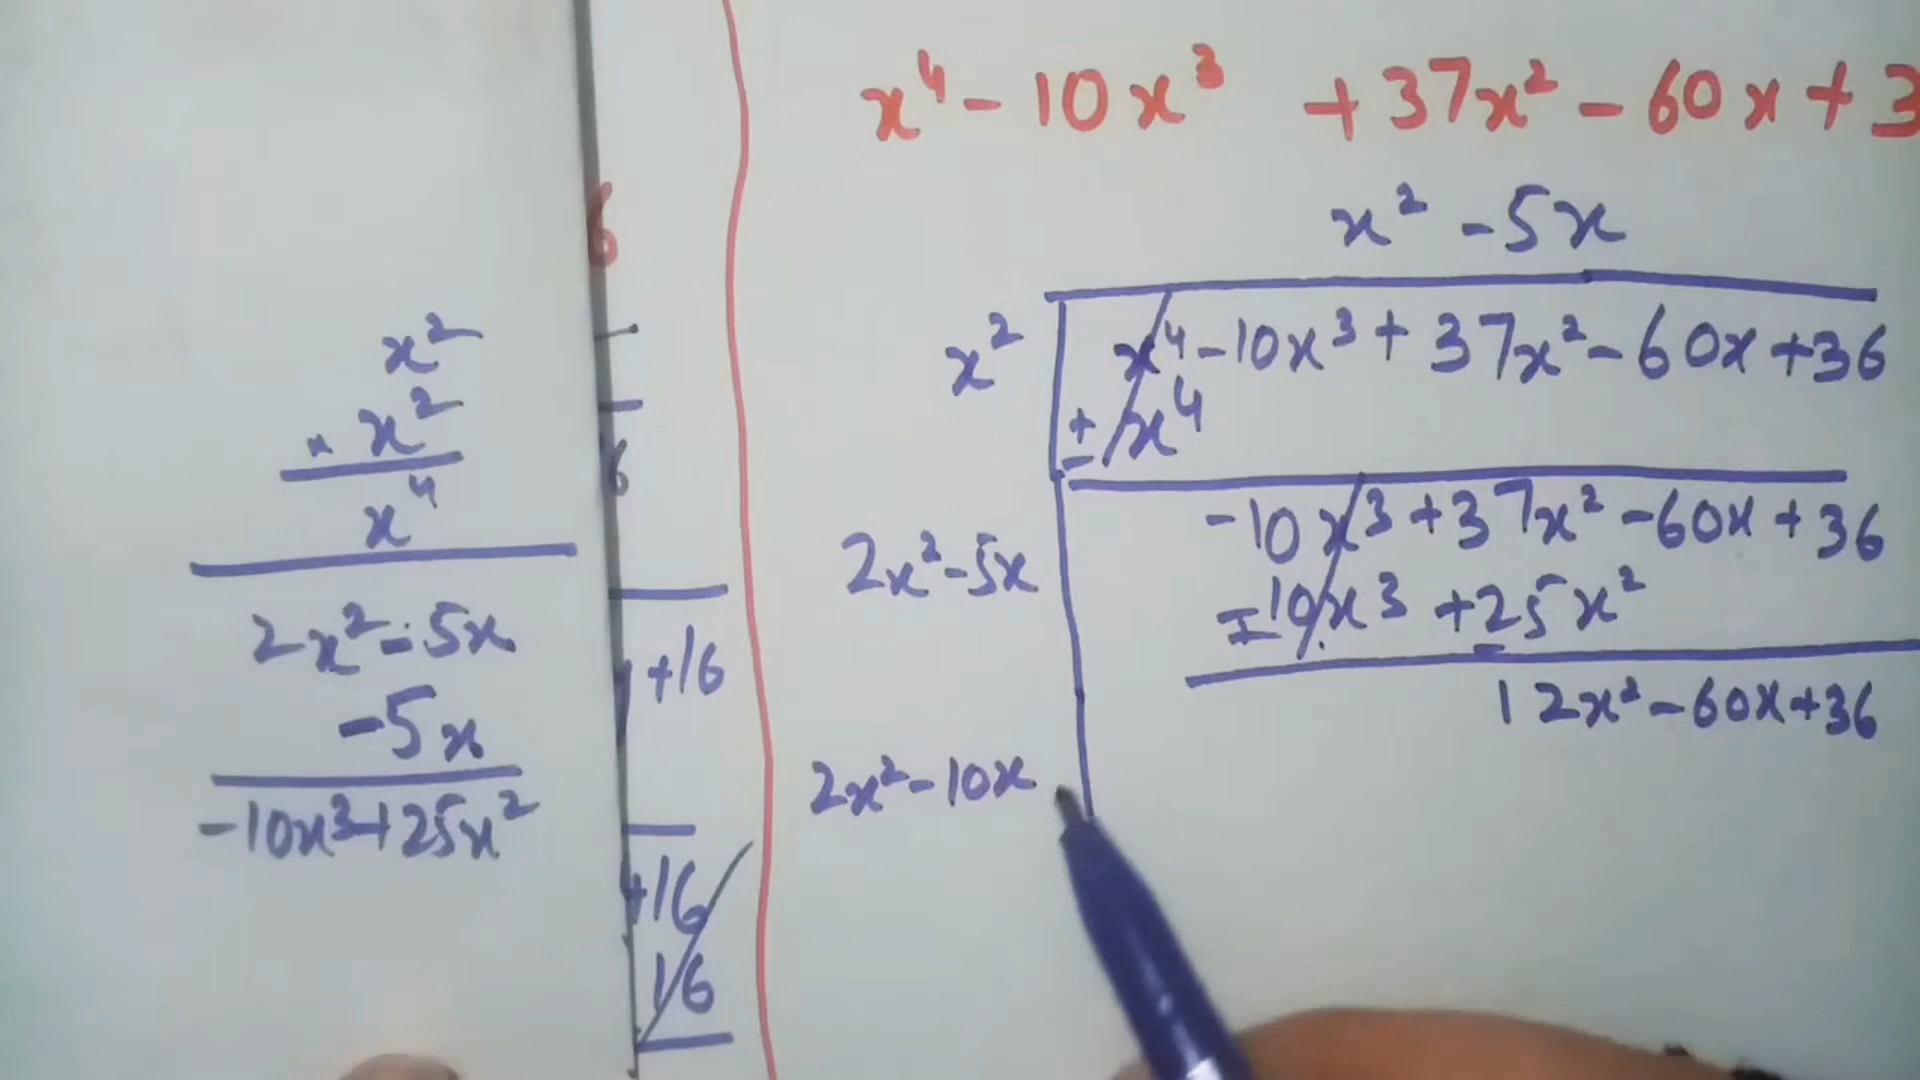 x⁴ - 10x³ + 37x² - 60x + 3
x² - 5x
x²
x⁴ - 10x³ + 37x² - 60x + 36
± x⁴
2x² - 5x
-10x³ + 37x² - 60x + 36
-10x³ + 25x²
12x² - 60x + 36
2x² - 10x
x²
× x²
x⁴
2x² - 5x
-5x
-10x³ + 25x²
6
6
+16
+16
16